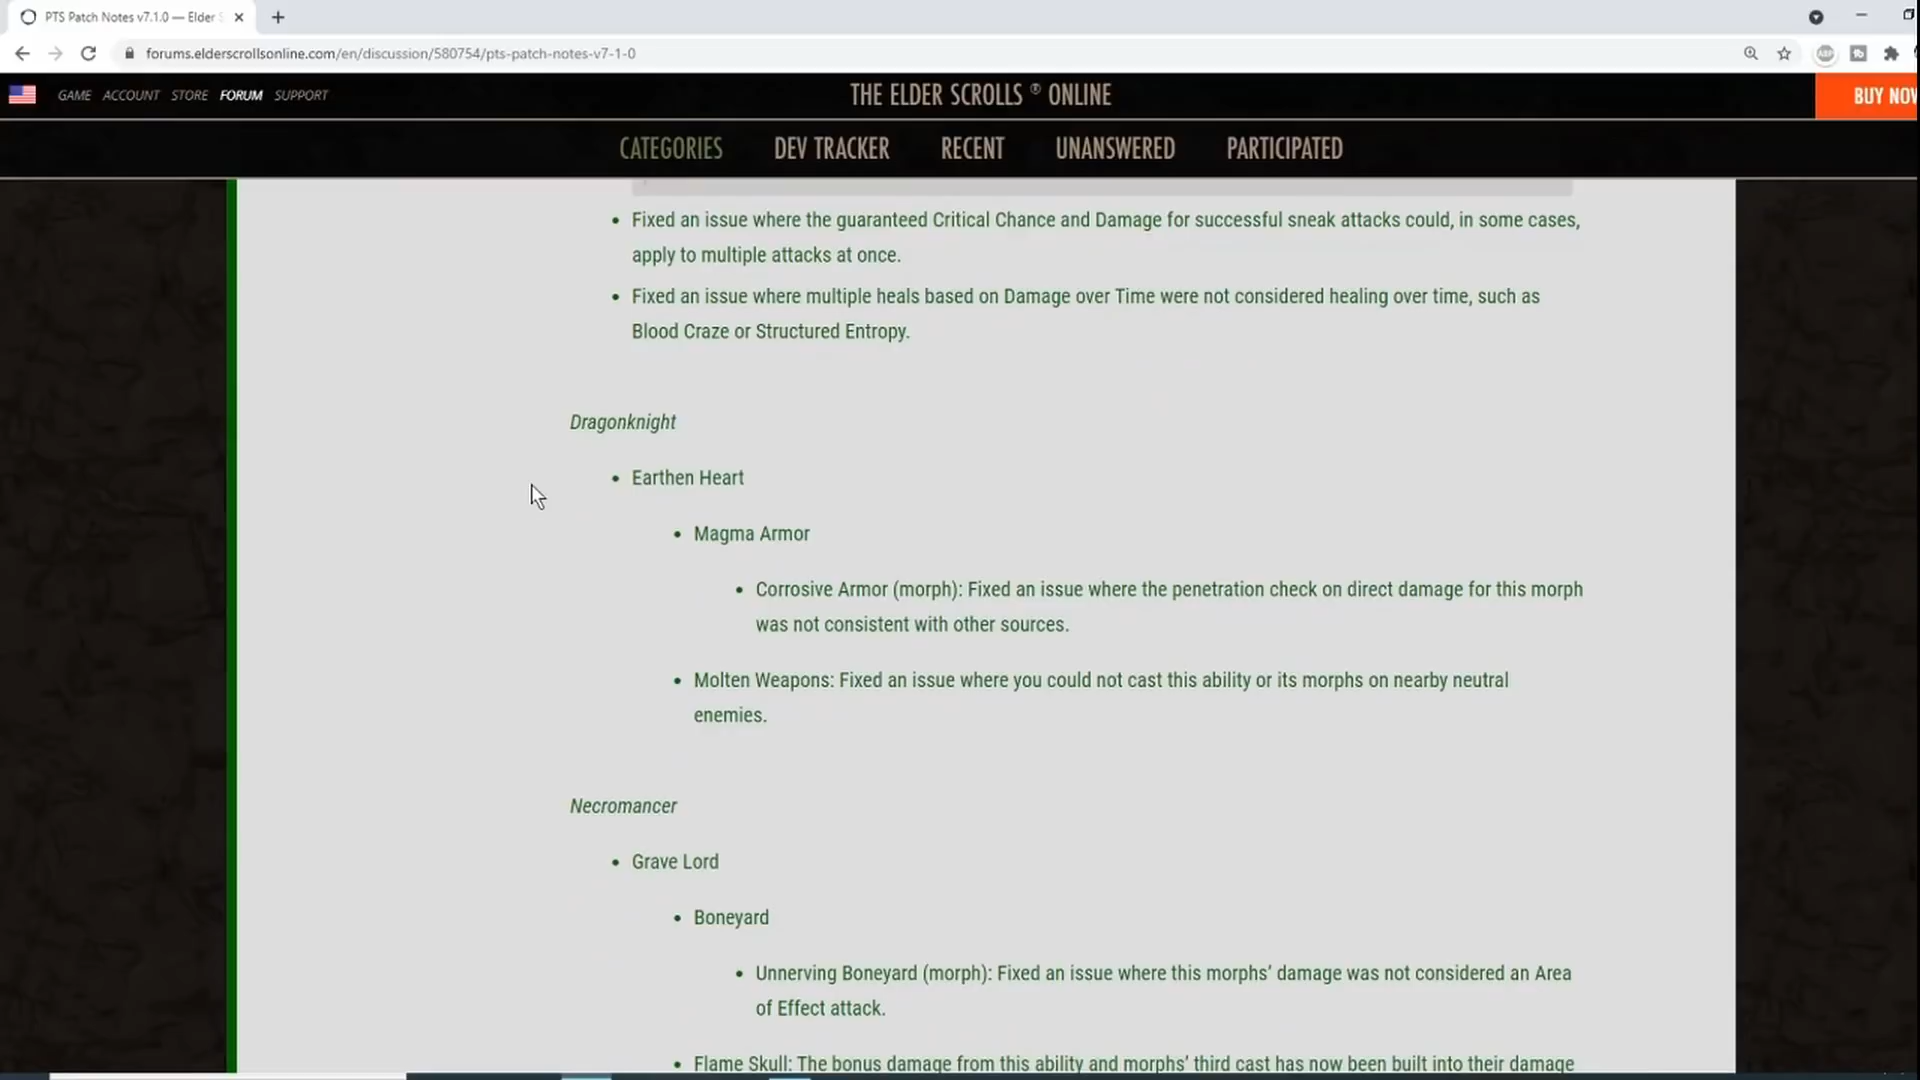 PTS Patch Notes v7.1.0 — Elder S
forums.elderscrollsonline.com/en/discussion/580754/pts-patch-notes-v7-1-0
ABP
GAME ACCOUNT STORE FORUM SUPPORT
THE ELDER SCROLLS ® ONLINE
BUY NOW
CATEGORIES DEV TRACKER RECENT UNANSWERED PARTICIPATED
• Fixed an issue where the guaranteed Critical Chance and Damage for successful sneak attacks could, in some cases,
apply to multiple attacks at once.
• Fixed an issue where multiple heals based on Damage over Time were not considered healing over time, such as
Blood Craze or Structured Entropy.
Dragonknight
• Earthen Heart
• Magma Armor
• Corrosive Armor (morph): Fixed an issue where the penetration check on direct damage for this morph
was not consistent with other sources.
• Molten Weapons: Fixed an issue where you could not cast this ability or its morphs on nearby neutral
enemies.
Necromancer
• Grave Lord
• Boneyard
• Unnerving Boneyard (morph): Fixed an issue where this morphs’ damage was not considered an Area
of Effect attack.
• Flame Skull: The bonus damage from this ability and morphs’ third cast has now been built into their damage